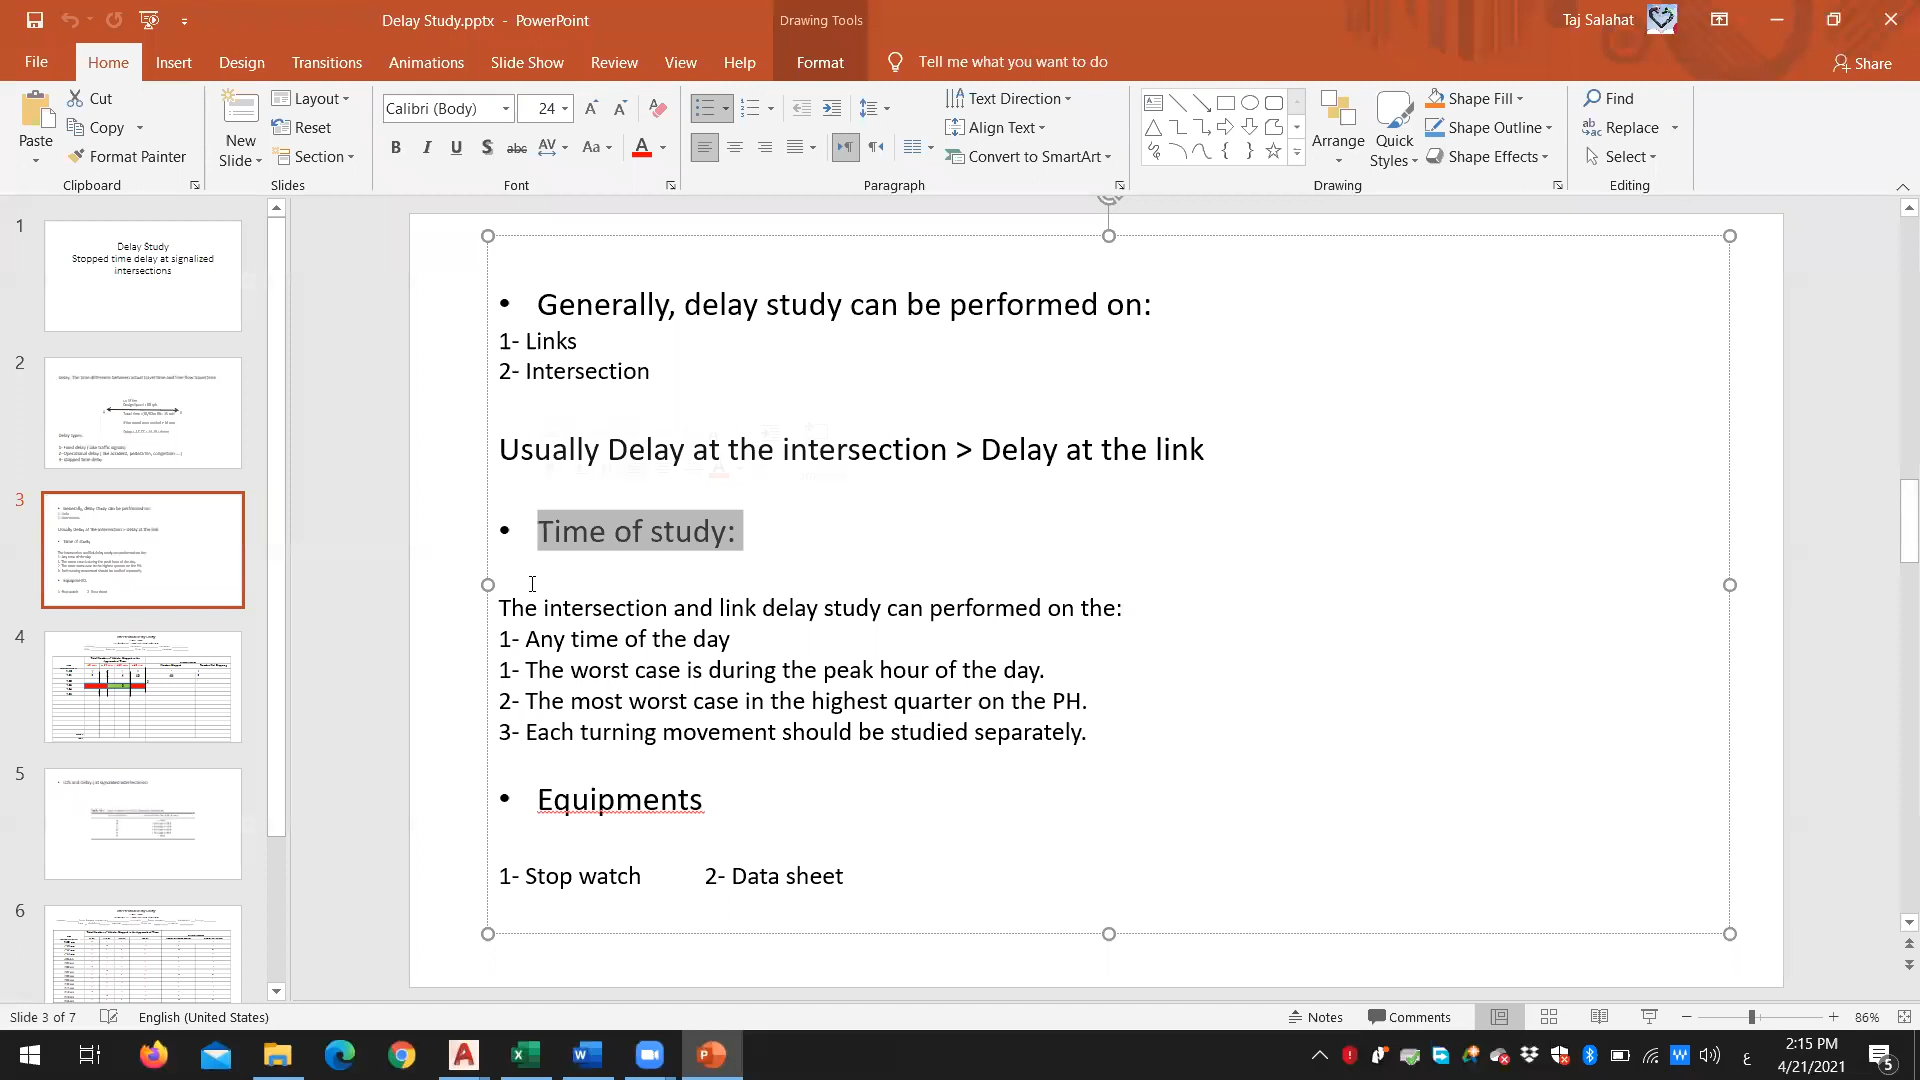 Delay Study.pptx - PowerPoint
Drawing Tools
Taj Salahat
File
Home
Insert
Design
Transitions
Animations
Slide Show
Review
View
Help
Format
Tell me what you want to do
Share
Paste
Cut
Copy
Format Painter
Clipboard
New Slide
Layout
Reset
Section
Slides
Calibri (Body)
24
Font
Paragraph
Text Direction
Align Text
Convert to SmartArt
Arrange
Quick Styles
Shape Fill
Shape Outline
Shape Effects
Drawing
Find
Replace
Select
Editing
1
Delay Study
Stopped time delay at signalized
intersections
2
3
4
5
6
• Generally, delay study can be performed on:
1- Links
2- Intersection
Usually Delay at the intersection > Delay at the link
• Time of study:
The intersection and link delay study can performed on the:
1- Any time of the day
1- The worst case is during the peak hour of the day.
2- The most worst case in the highest quarter on the PH.
3- Each turning movement should be studied separately.
• Equipments
1- Stop watch 2- Data sheet
Slide 3 of 7
English (United States)
Notes
Comments
86%
ع
2:15 PM
4/21/2021
5